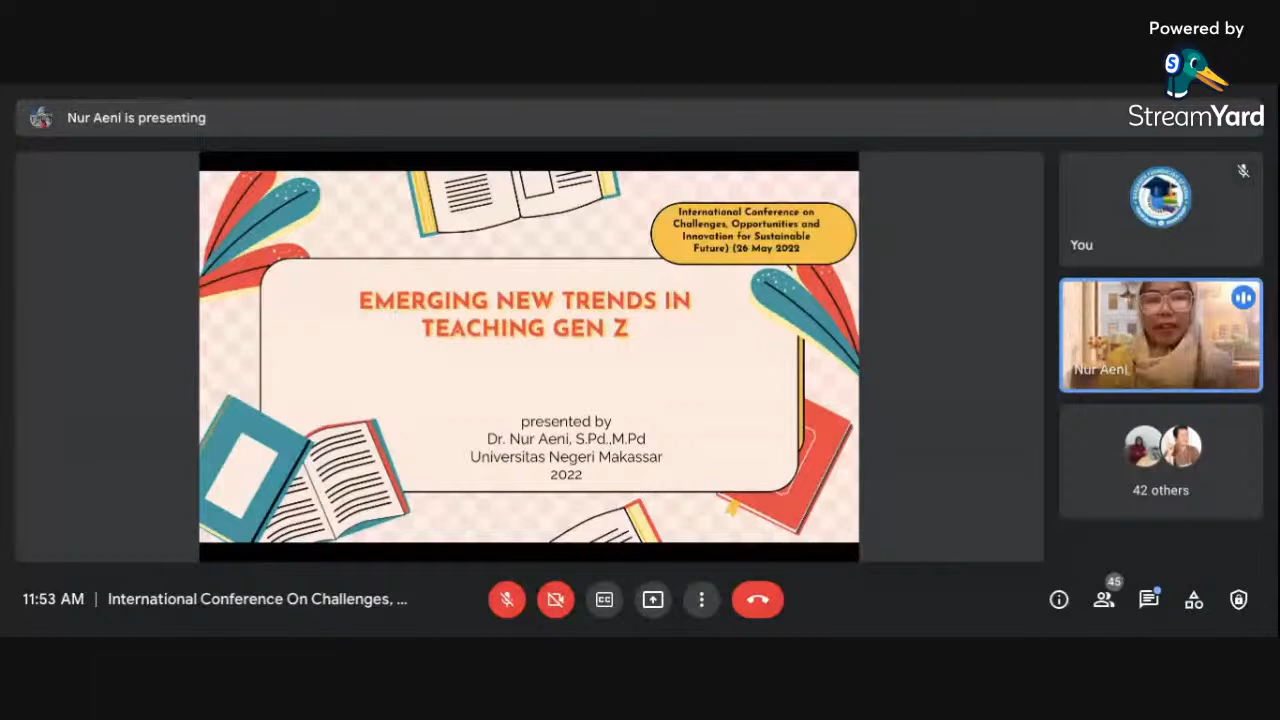 Powered by
S
StreamYard
Nur Aeni is presenting
International Conference on
Challenges, Opportunities and
Innovation for Sustainable
Future) (26 May 2022
EMERGING NEW TRENDS IN
TEACHING GEN Z
presented by
Dr. Nur Aeni, S.Pd.,M.Pd
Universitas Negeri Makassar
2022
You
Nur Aeni
42 others
11:53 AM | International Conference On Challenges, ...
CC
45